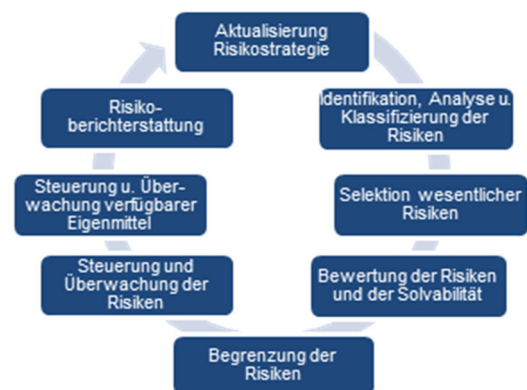 Aktualisierung
Risikostrategie
Identifikation, Analyse u.
Klassifizierung der
Risiken
Selektion wesentlicher
Risiken
Bewertung der Risiken
und der Solvabilität
Begrenzung der
Risiken
Steuerung und
Überwachung der
Risiken
Steuerung u. Über-
wachung verfügbarer
Eigenmittel
Risiko-
berichterstattung